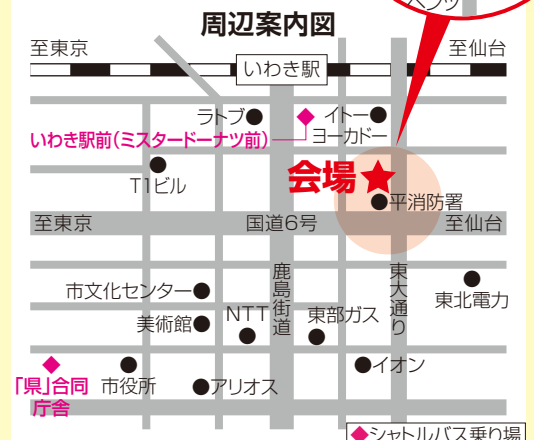 ベンツ
周辺案内図
至東京
いわき駅
至仙台
ラトブ
イトー
ヨーカドー
いわき駅前(ミスタードーナツ前)
T1ビル
会場
平消防署
至東京
国道6号
至仙台
鹿島街道
東大通り
市文化センター
美術館
NTT
東部ガス
東北電力
イオン
「県」合同
庁舎
市役所
アリオス
シャトルバス乗り場